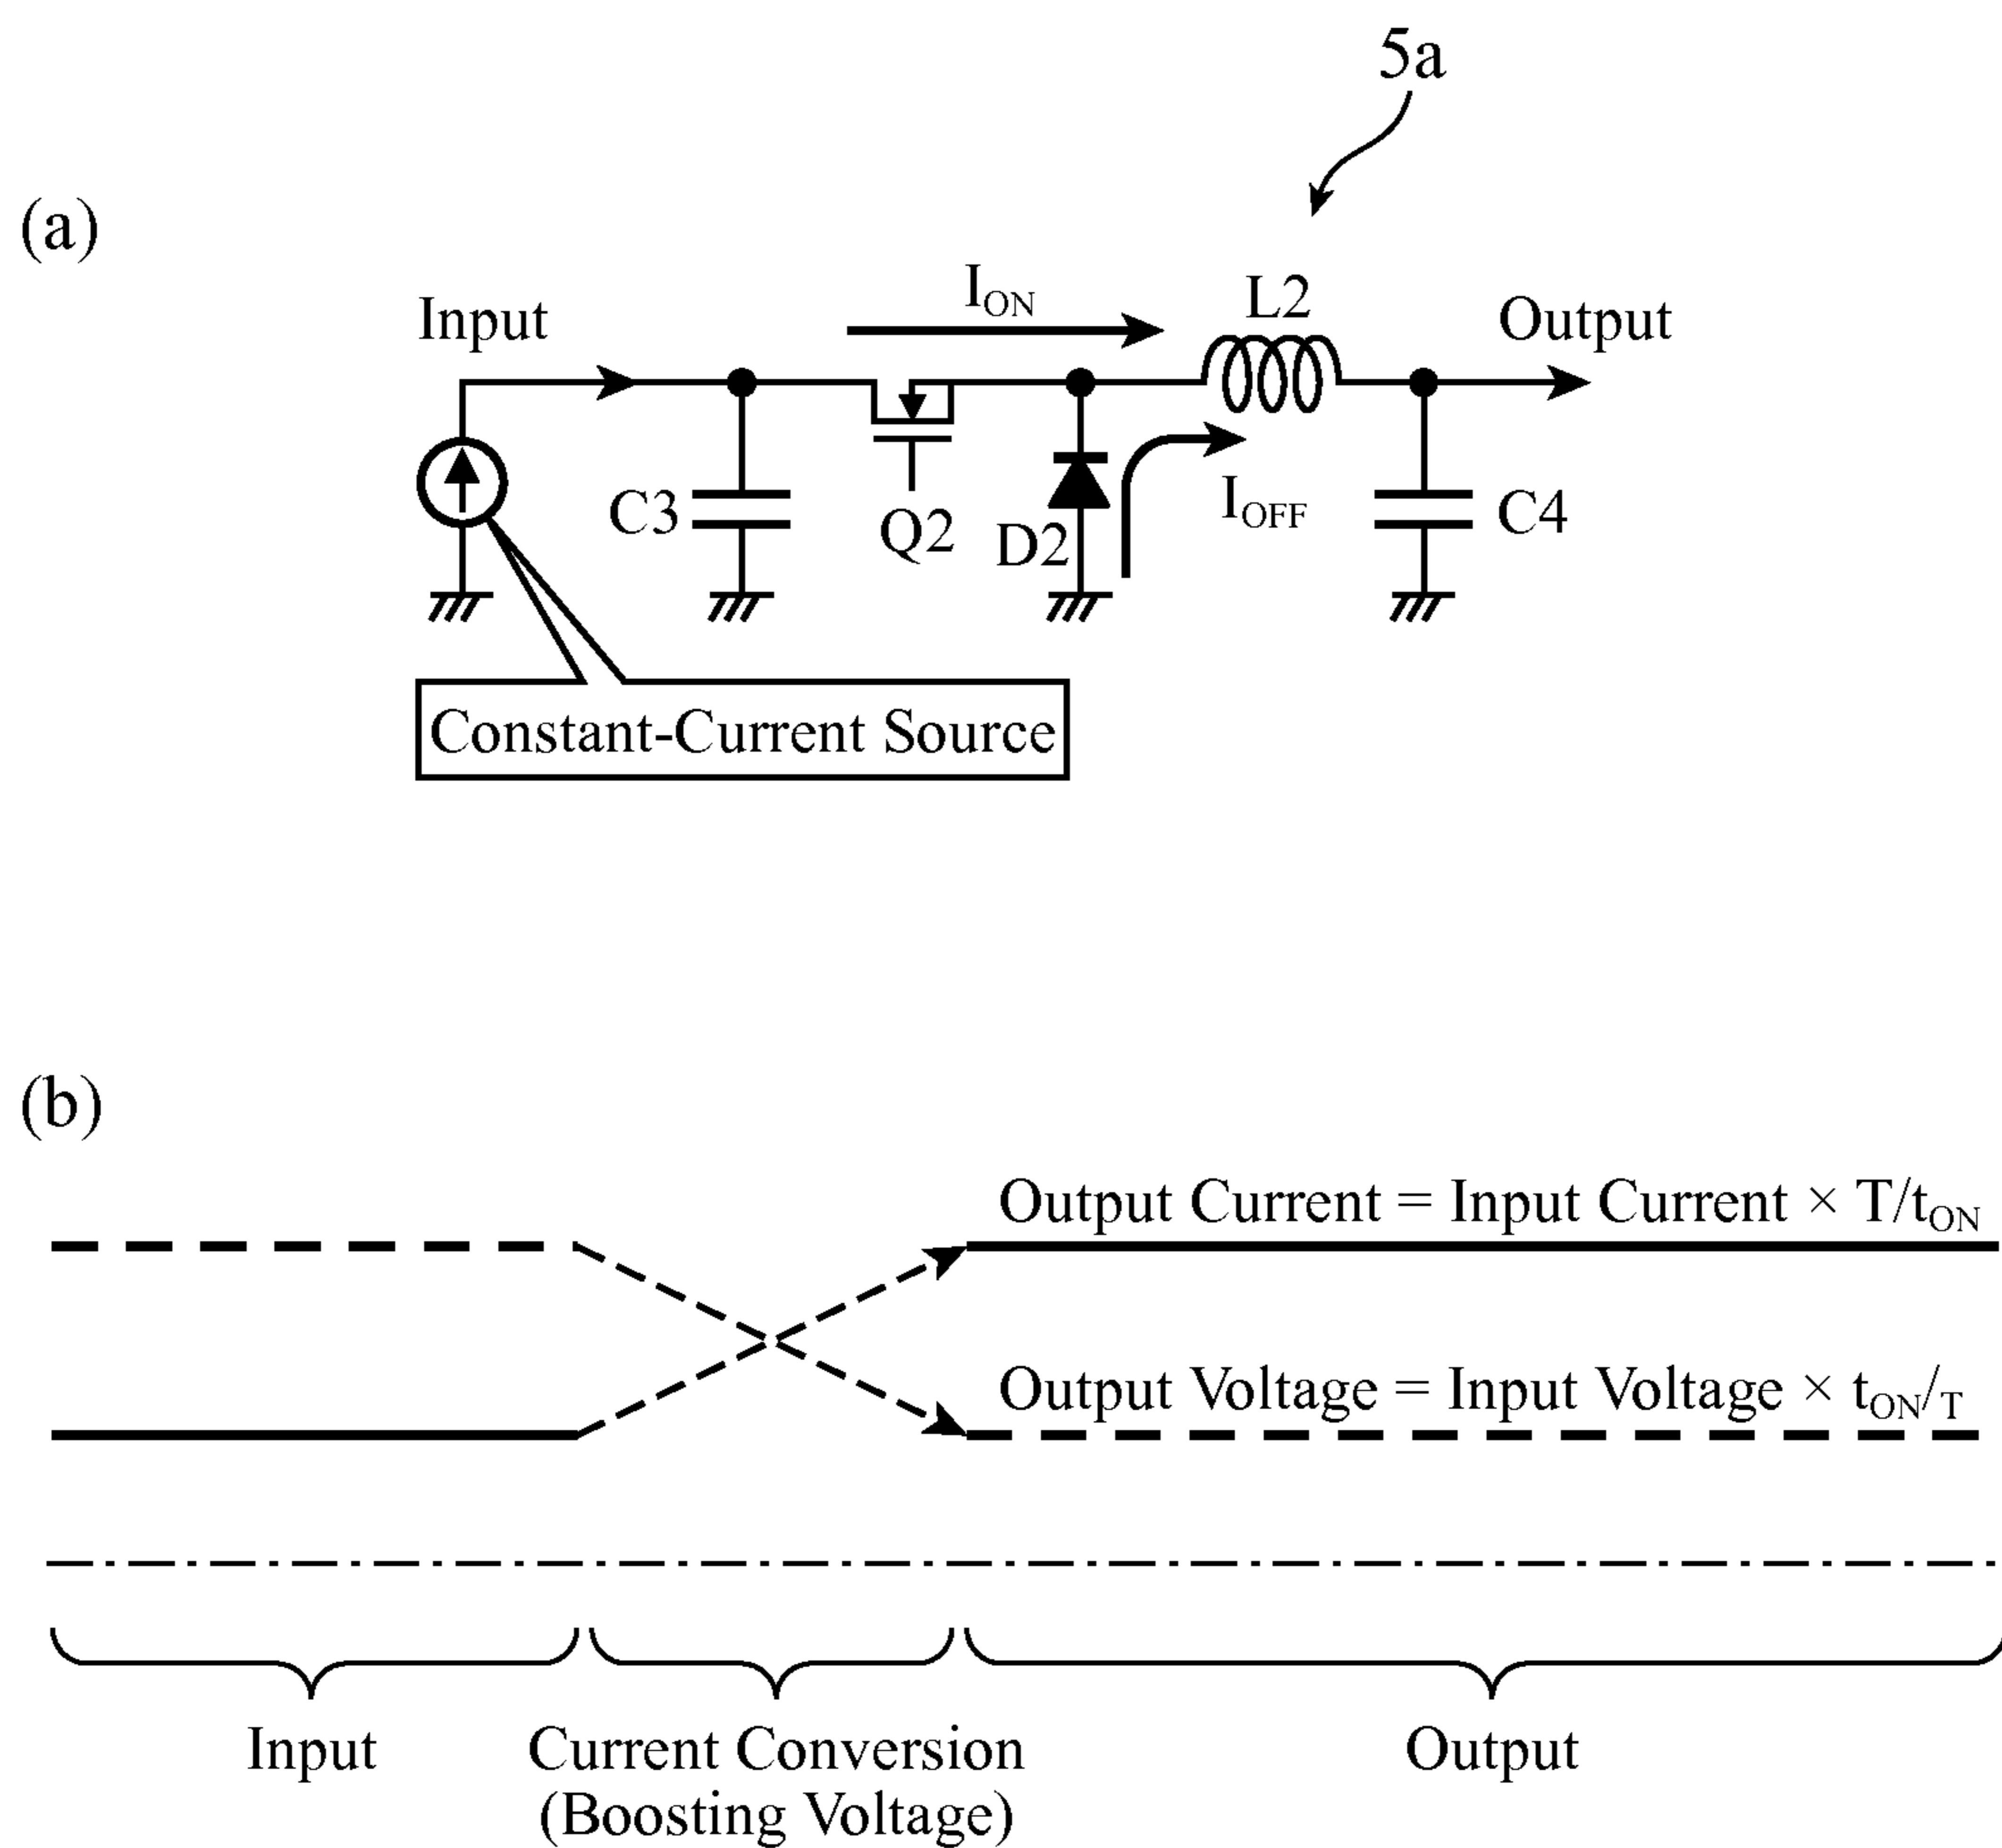 5a
(a)
Input
I_ON
L2
Output
C3
Q2
D2
I_OFF
C4
Constant-Current Source
(b)
Output Current = Input Current × T/t_ON
Output Voltage = Input Voltage × t_ON/T
Input
Current Conversion
(Boosting Voltage)
Output